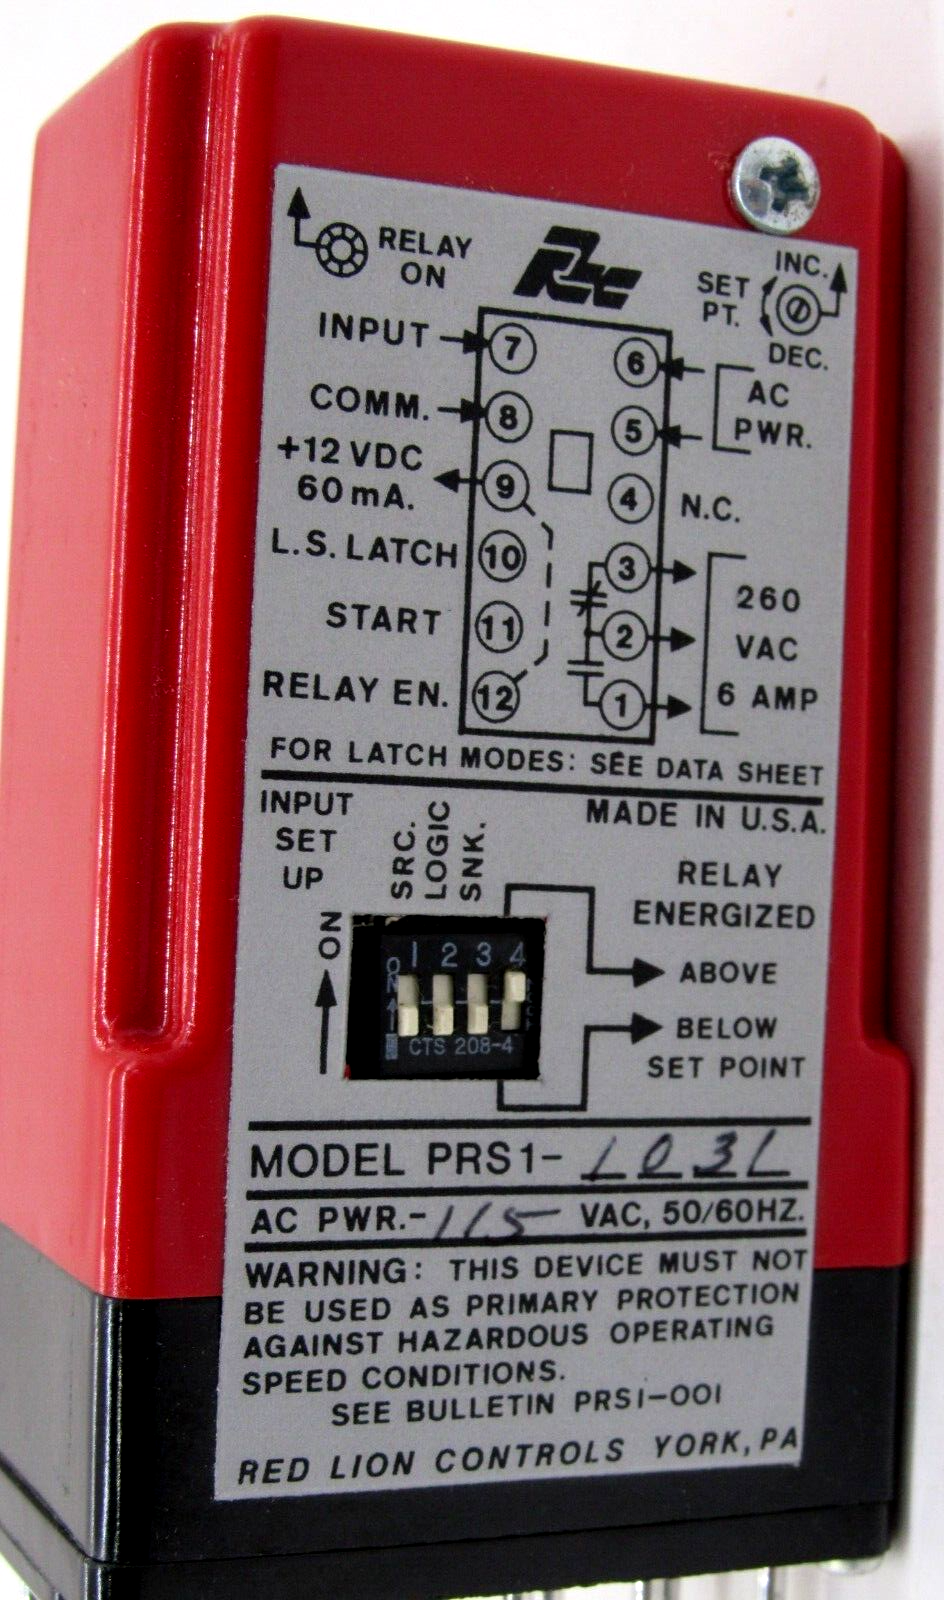 RELAY
ON
Rlc
INC.
SET
PT.
DEC.
INPUT
7
6
AC
PWR.
COMM.
8
5
+12 VDC
60 mA.
9
4
N.C.
L.S. LATCH
10
3
260
VAC
6 AMP
START
11
2
RELAY EN.
12
1
FOR LATCH MODES: SEE DATA SHEET
INPUT
SET
UP
SRC.
LOGIC
SNK.
MADE IN U.S.A.
RELAY
ENERGIZED
ON
ON
1 2 3 4
CTS 208-4
ABOVE
BELOW
SET POINT
MODEL PRS1- 1031
AC PWR.- 115 VAC, 50/60HZ.
WARNING: THIS DEVICE MUST NOT
BE USED AS PRIMARY PROTECTION
AGAINST HAZARDOUS OPERATING
SPEED CONDITIONS.
SEE BULLETIN PRS1-001
RED LION CONTROLS YORK, PA